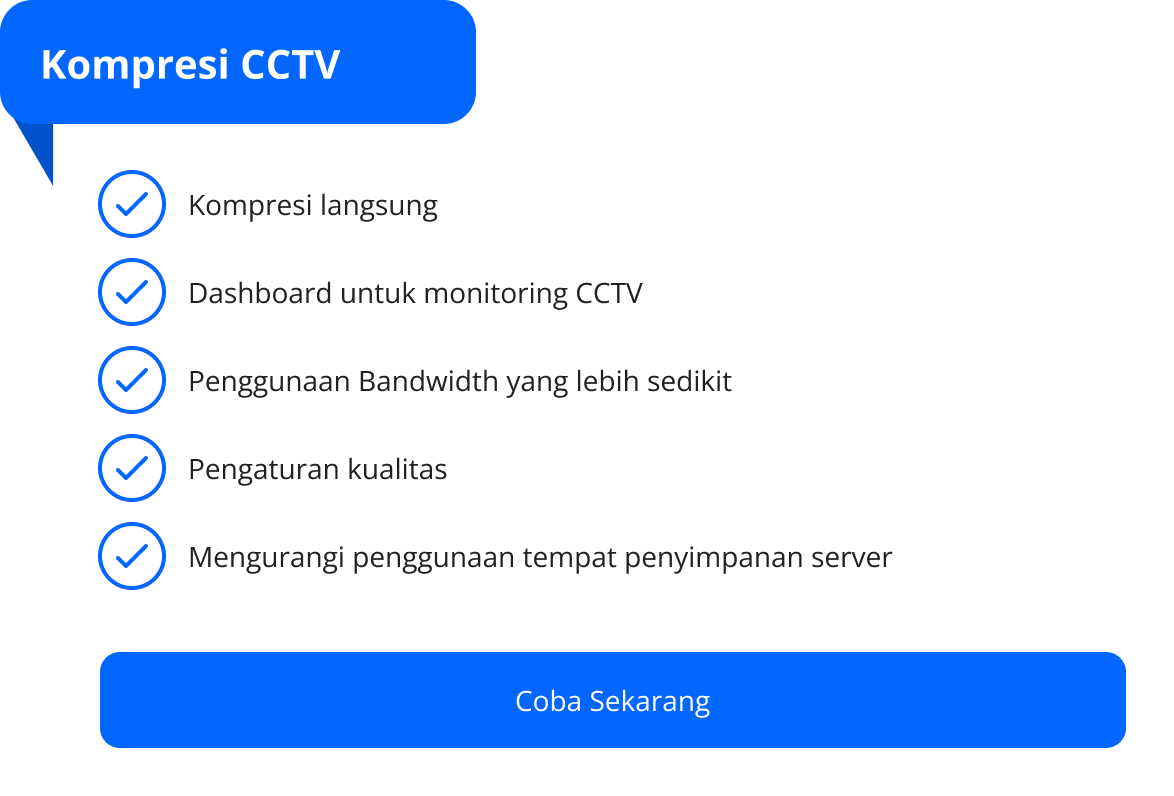 Kompresi CCTV
Kompresi langsung
Dashboard untuk monitoring CCTV
Penggunaan Bandwidth yang lebih sedikit
Pengaturan kualitas
Mengurangi penggunaan tempat penyimpanan server
Coba Sekarang